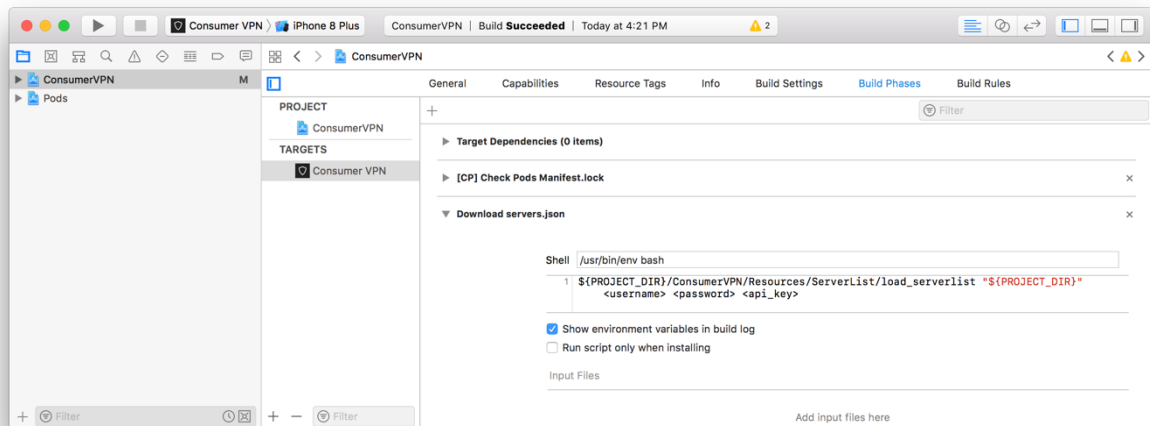 Consumer VPN
iPhone 8 Plus
ConsumerVPN | Build Succeeded | Today at 4:21 PM
2
ConsumerVPN
ConsumerVPN M
Pods
General Capabilities Resource Tags Info Build Settings Build Phases Build Rules
PROJECT
ConsumerVPN
TARGETS
Consumer VPN
+ Filter
Target Dependencies (0 items)
[CP] Check Pods Manifest.lock ×
Download servers.json ×
Shell /usr/bin/env bash
1 ${PROJECT_DIR}/ConsumerVPN/Resources/ServerList/load_serverlist "${PROJECT_DIR}"
<username> <password> <api_key>
Show environment variables in build log
Run script only when installing
Input Files
Add input files here
+ Filter
+ − Filter